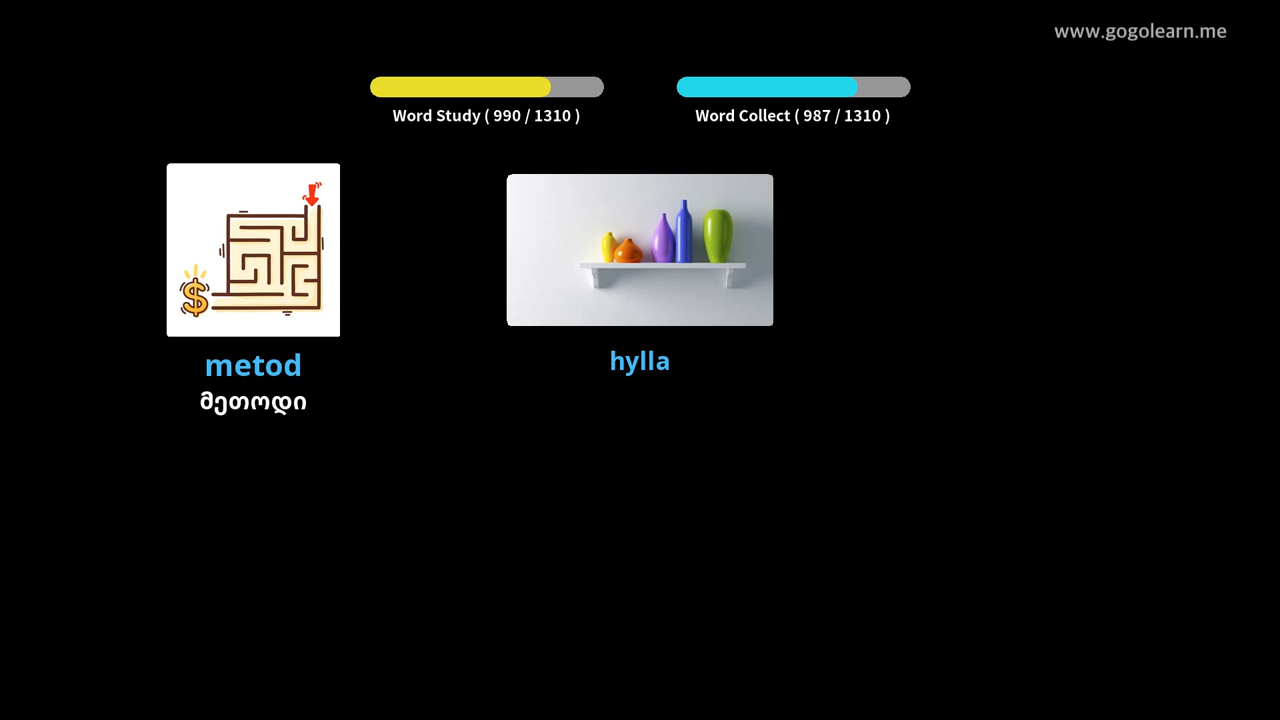 www.gogolearn.me
Word Study ( 990 / 1310 )
Word Collect ( 987 / 1310 )
$
metod
მეთოდი
hylla